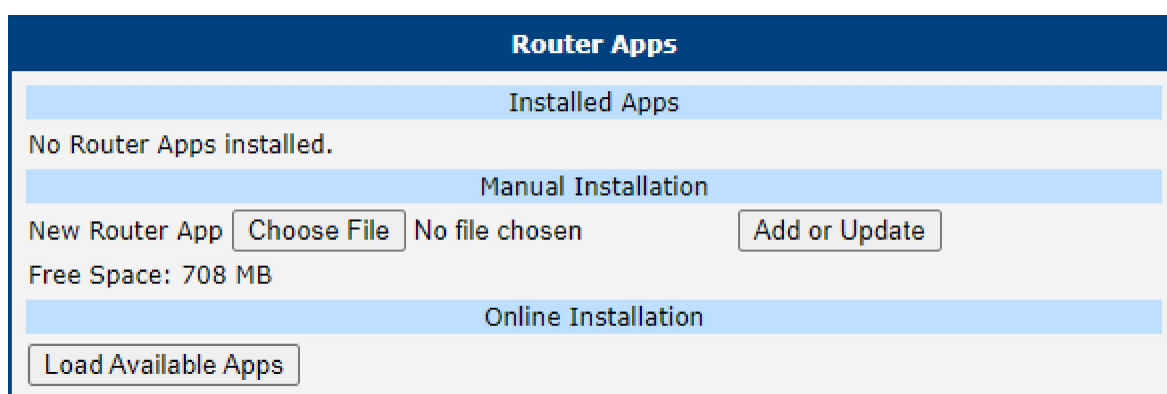 Router Apps
Installed Apps
No Router Apps installed.
Manual Installation
New Router App Choose File No file chosen Add or Update
Free Space: 708 MB
Online Installation
Load Available Apps